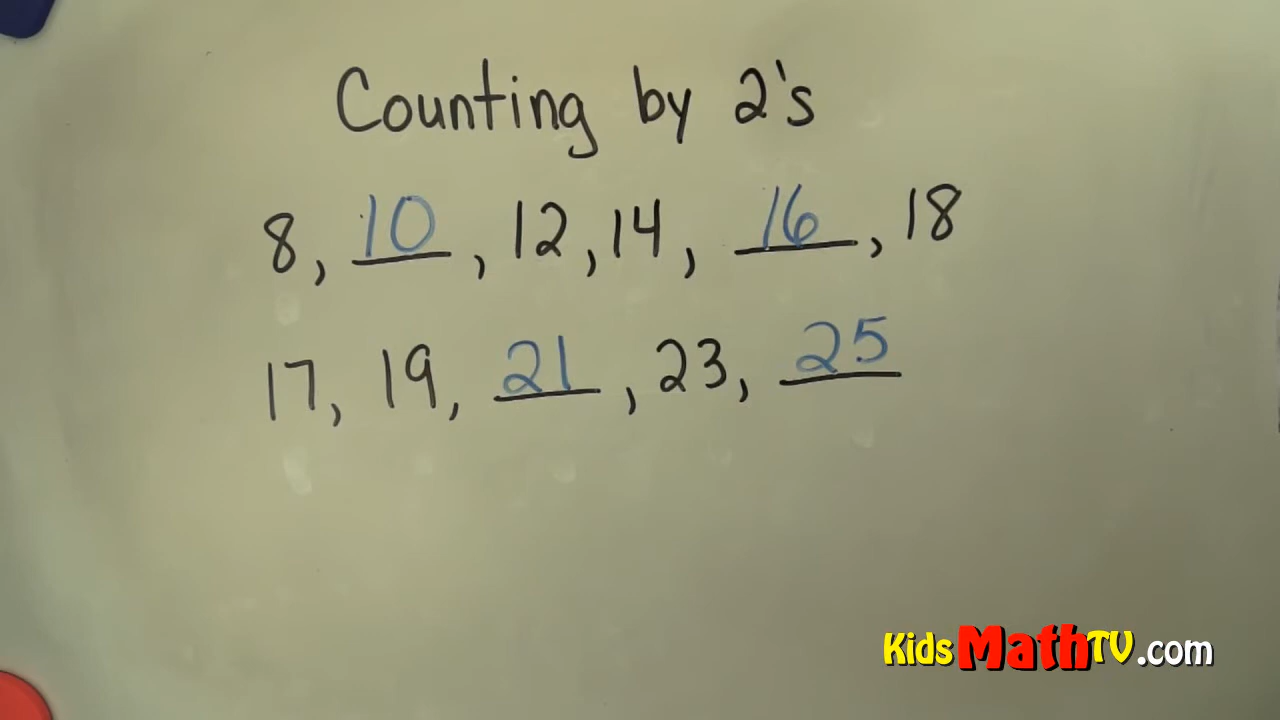 Counting by 2's
8, 10, 12, 14, 16, 18
17, 19, 21, 23, 25
KidsMathTV.com